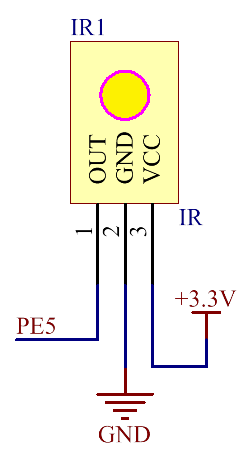 IR1
OUT
GND
VCC
1
2
3
IR
+3.3V
PE5
GND